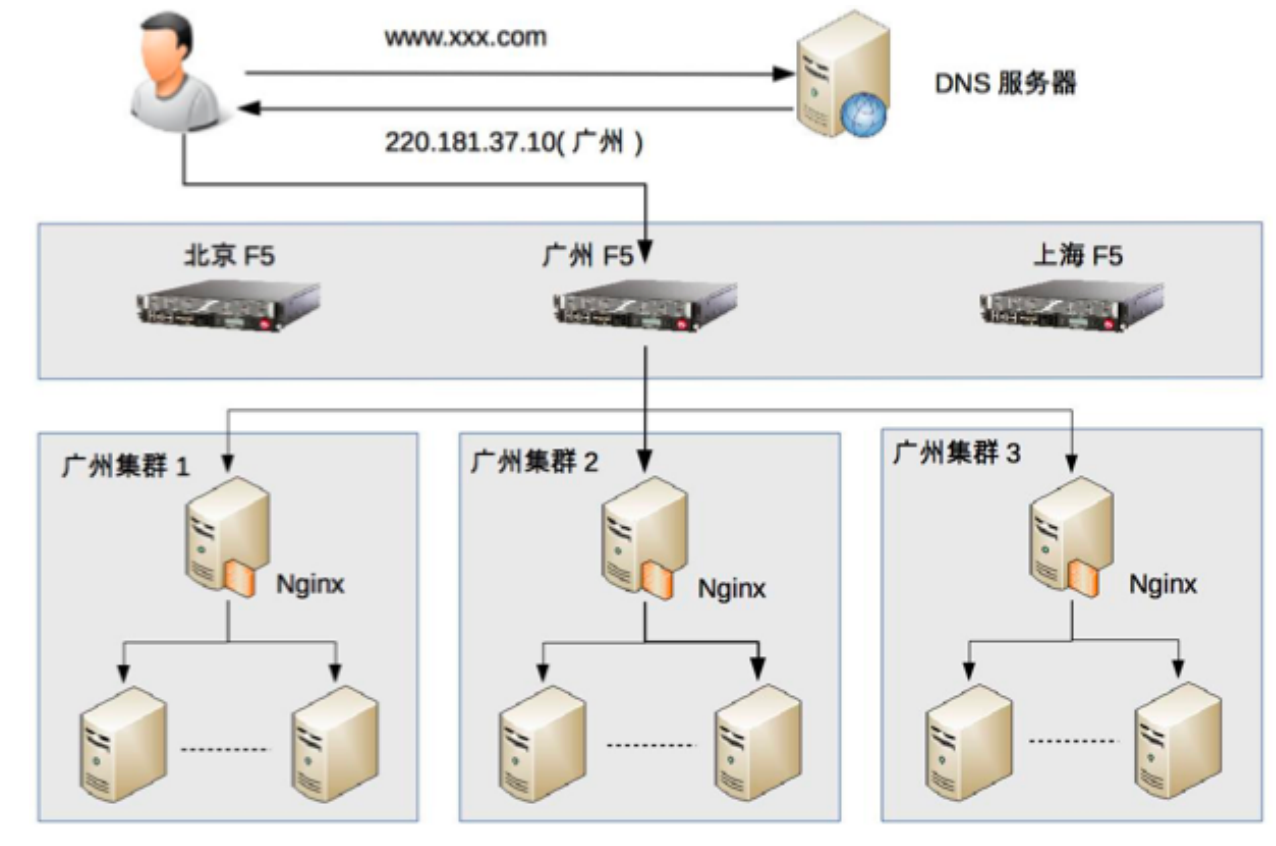 www.xxx.com
DNS 服务器
220.181.37.10( 广州 )
北京 F5
广州 F5
上海 F5
广州集群 1
广州集群 2
广州集群 3
Nginx
Nginx
Nginx